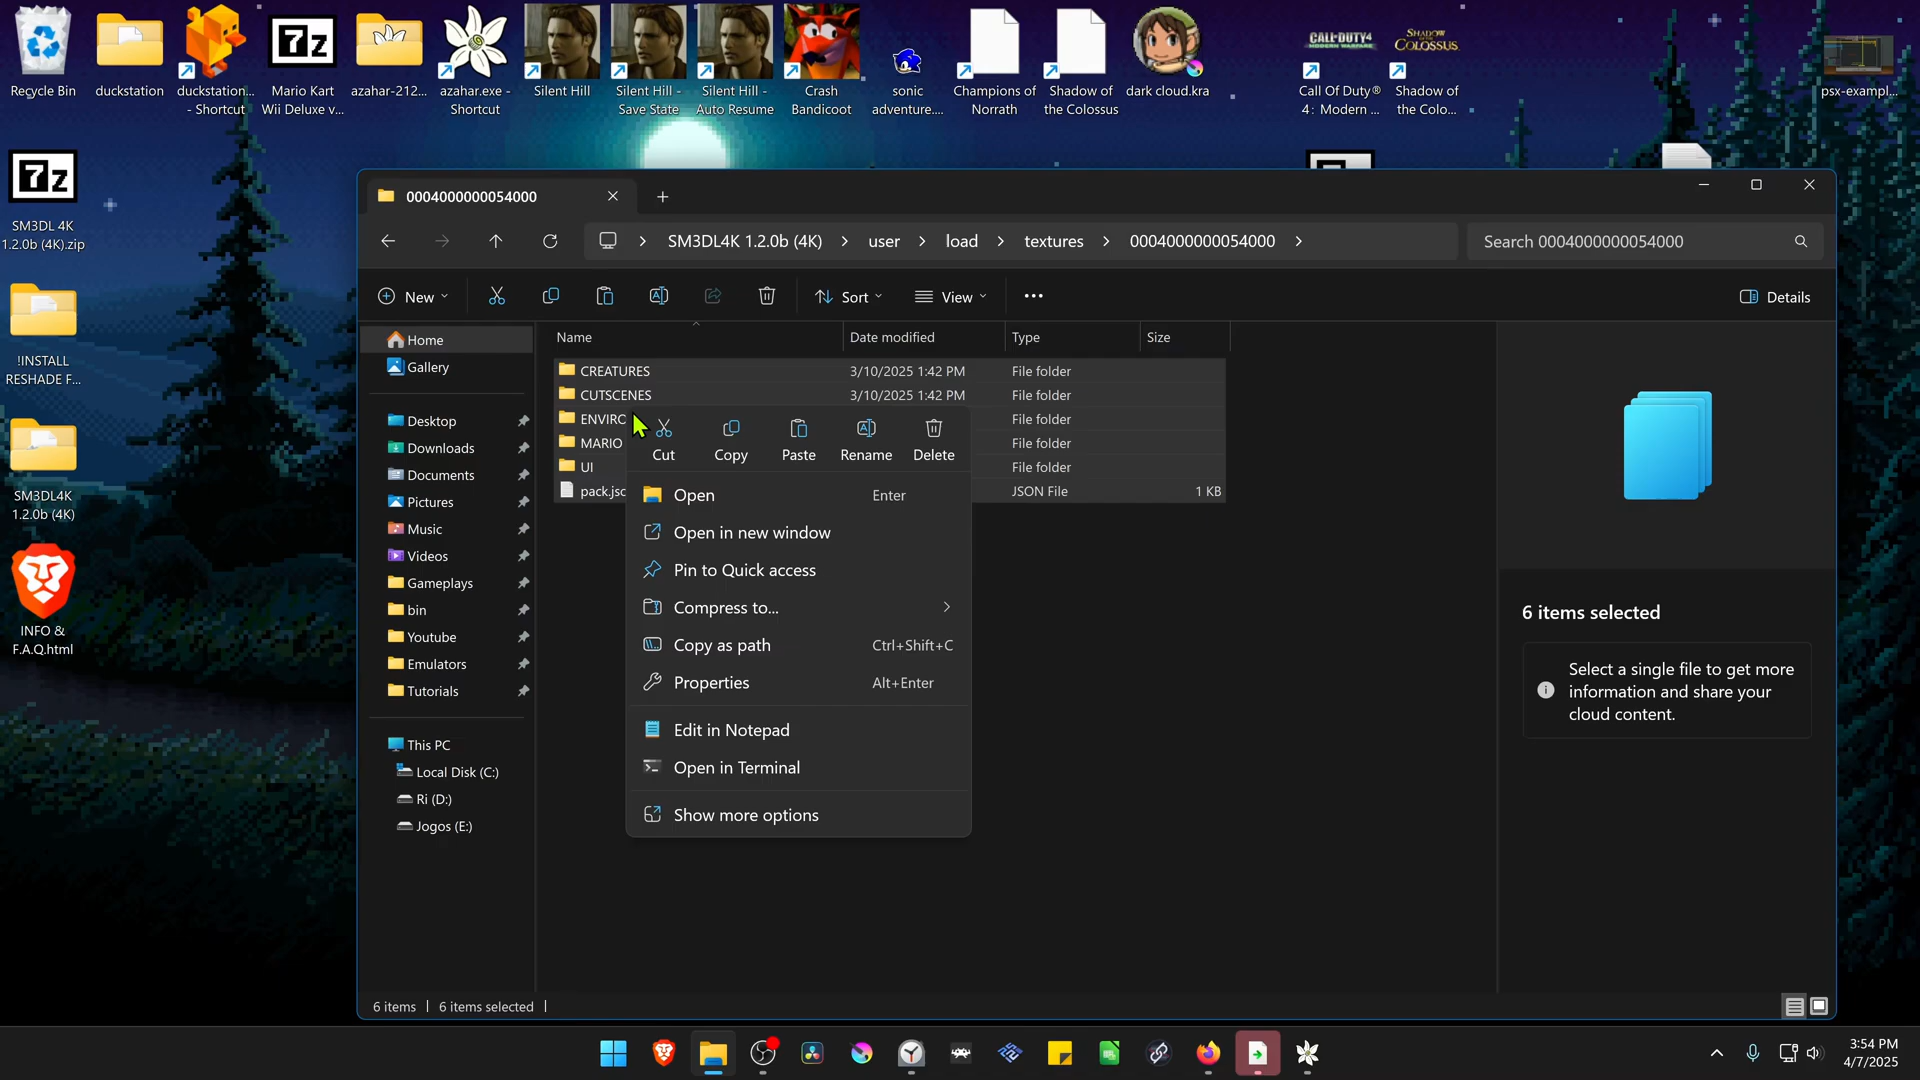 Recycle Bin
duckstation
duckstation...
- Shortcut
Mario Kart
Wii Deluxe v...
azahar-212...
azahar.exe -
Shortcut
Silent Hill
Silent Hill -
Save State
Silent Hill -
Auto Resume
Crash
Bandicoot
sonic
adventure....
Champions of
Norrath
Shadow of
the Colossus
dark cloud.kra
CALL·DUTY4
MODERN WARFARE
Call Of Duty®
4: Modern ...
SHADOW
OF THE
COLOSSUS
Shadow of
the Colo...
psx-exampl...
7z
7z
SM3DL 4K
1.2.0b (4K).zip
!INSTALL
RESHADE F...
SM3DL4K
1.2.0b (4K)
INFO &
F.A.Q.html
0004000000054000
SM3DL4K 1.2.0b (4K)
user
load
textures
0004000000054000
Search 0004000000054000
New
Sort
View
Details
Home
Gallery
Desktop
Downloads
Documents
Pictures
Music
Videos
Gameplays
bin
Youtube
Emulators
Tutorials
This PC
Local Disk (C:)
Ri (D:)
Jogos (E:)
Name
Date modified
Type
Size
CREATURES
3/10/2025 1:42 PM
File folder
CUTSCENES
3/10/2025 1:42 PM
File folder
ENVIRO
File folder
MARIO
File folder
UI
File folder
pack.jsc
JSON File
1 KB
Cut
Copy
Paste
Rename
Delete
Open
Enter
Open in new window
Pin to Quick access
Compress to...
Copy as path
Ctrl+Shift+C
Properties
Alt+Enter
Edit in Notepad
Open in Terminal
Show more options
6 items selected
Select a single file to get more
information and share your
cloud content.
6 items
6 items selected
3:54 PM
4/7/2025